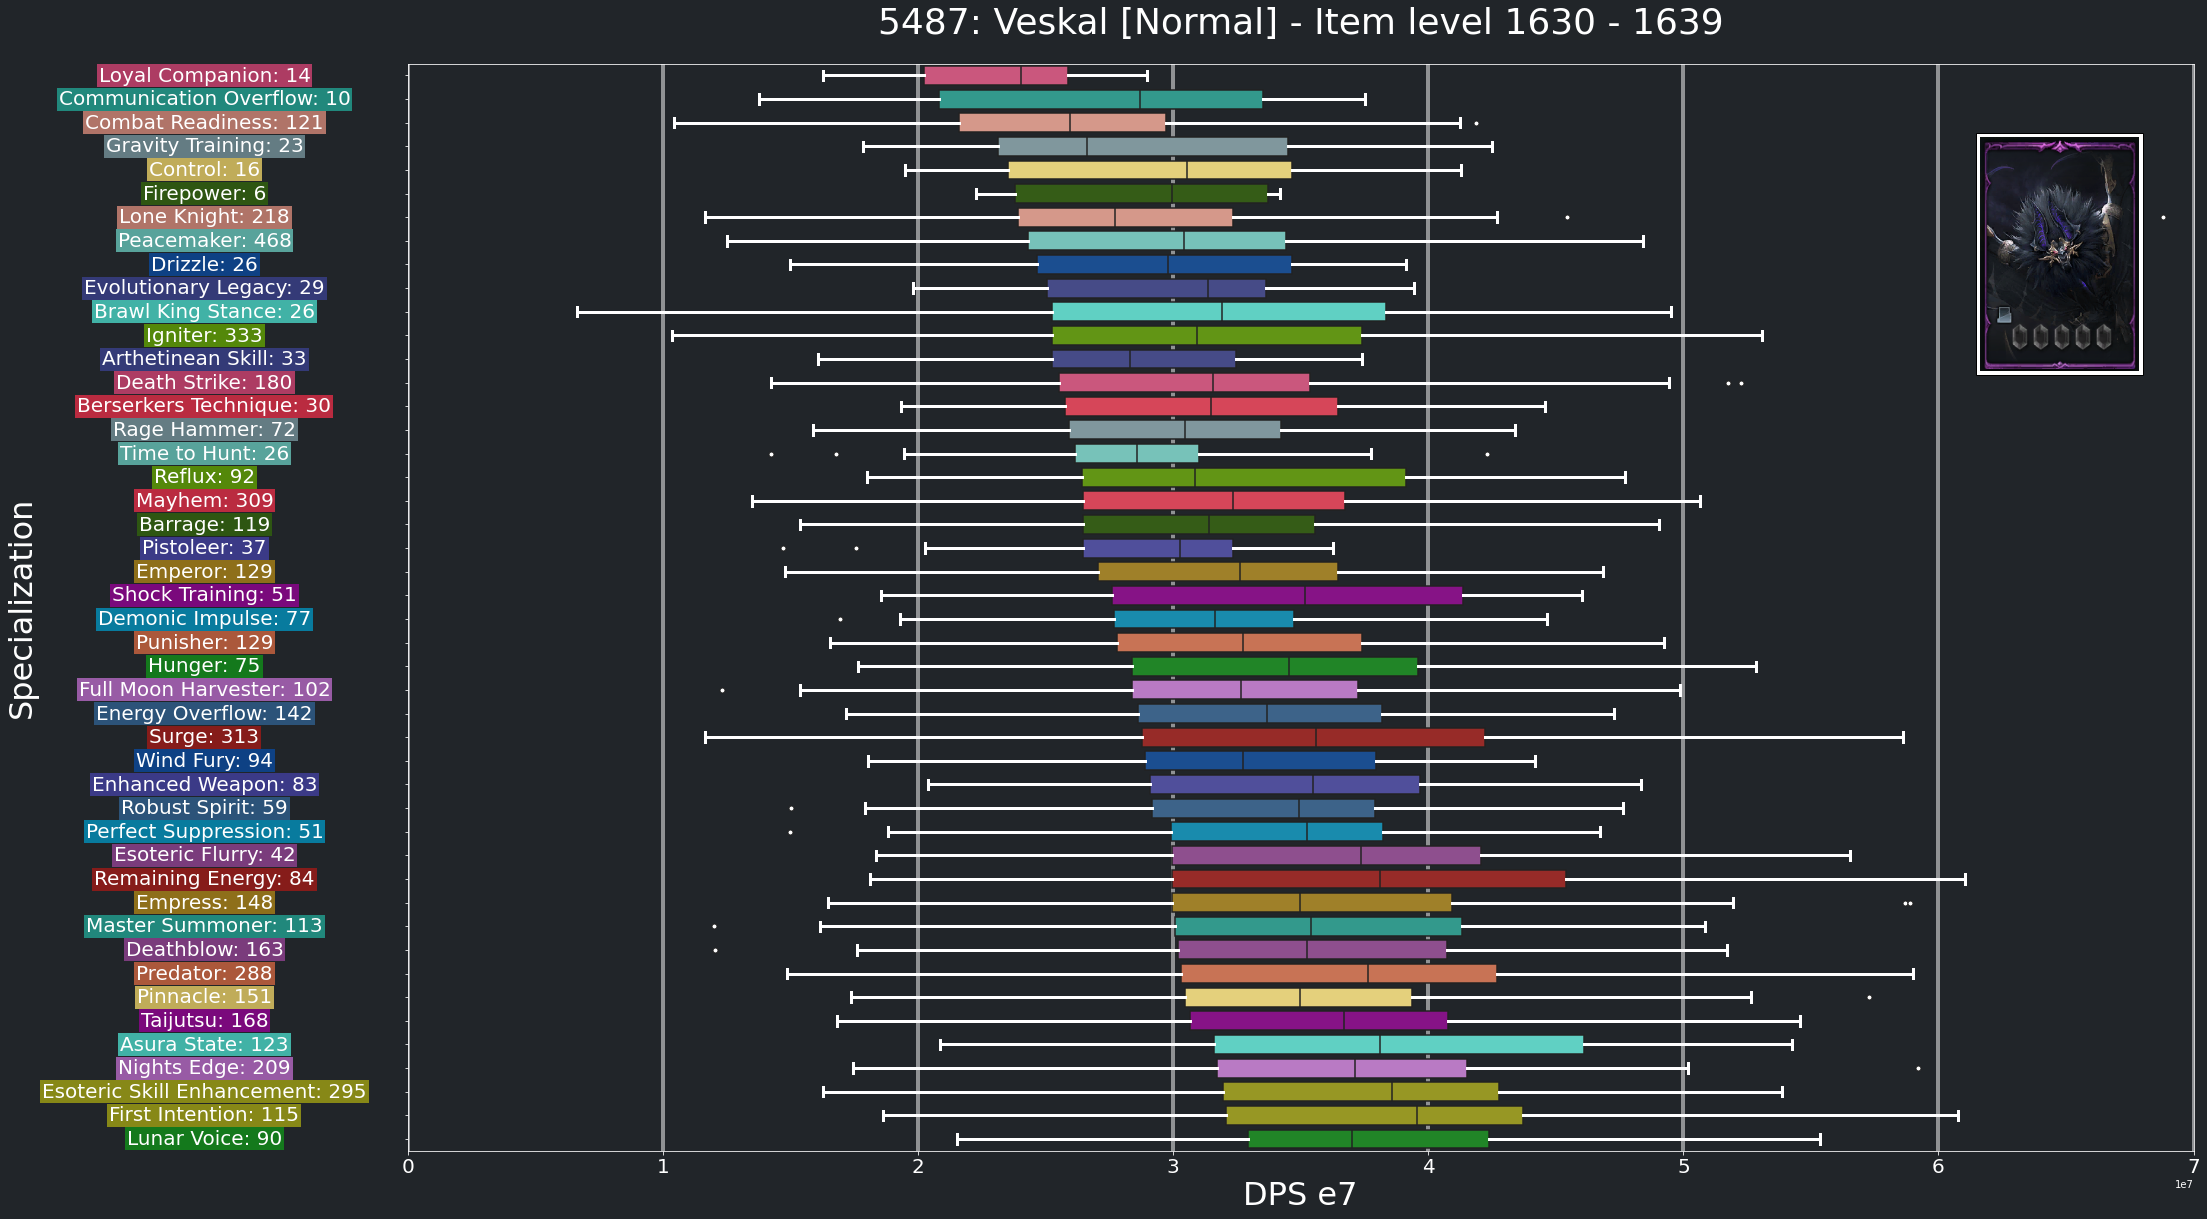 5487: Veskal [Normal] - Item level 1630 - 1639
Loyal Companion: 14
Communication Overflow: 10
Combat Readiness: 121
Gravity Training: 23
Control: 16
Firepower: 6
Lone Knight: 218
Peacemaker: 468
Drizzle: 26
Evolutionary Legacy: 29
Brawl King Stance: 26
Igniter: 333
Arthetinean Skill: 33
Death Strike: 180
Berserkers Technique: 30
Rage Hammer: 72
Time to Hunt: 26
Reflux: 92
Mayhem: 309
Barrage: 119
Pistoleer: 37
Emperor: 129
Shock Training: 51
Demonic Impulse: 77
Punisher: 129
Hunger: 75
Full Moon Harvester: 102
Energy Overflow: 142
Surge: 313
Wind Fury: 94
Enhanced Weapon: 83
Robust Spirit: 59
Perfect Suppression: 51
Esoteric Flurry: 42
Remaining Energy: 84
Empress: 148
Master Summoner: 113
Deathblow: 163
Predator: 288
Pinnacle: 151
Taijutsu: 168
Asura State: 123
Nights Edge: 209
Esoteric Skill Enhancement: 295
First Intention: 115
Lunar Voice: 90
Specialization
0 1 2 3 4 5 6 7
1e7
DPS e7